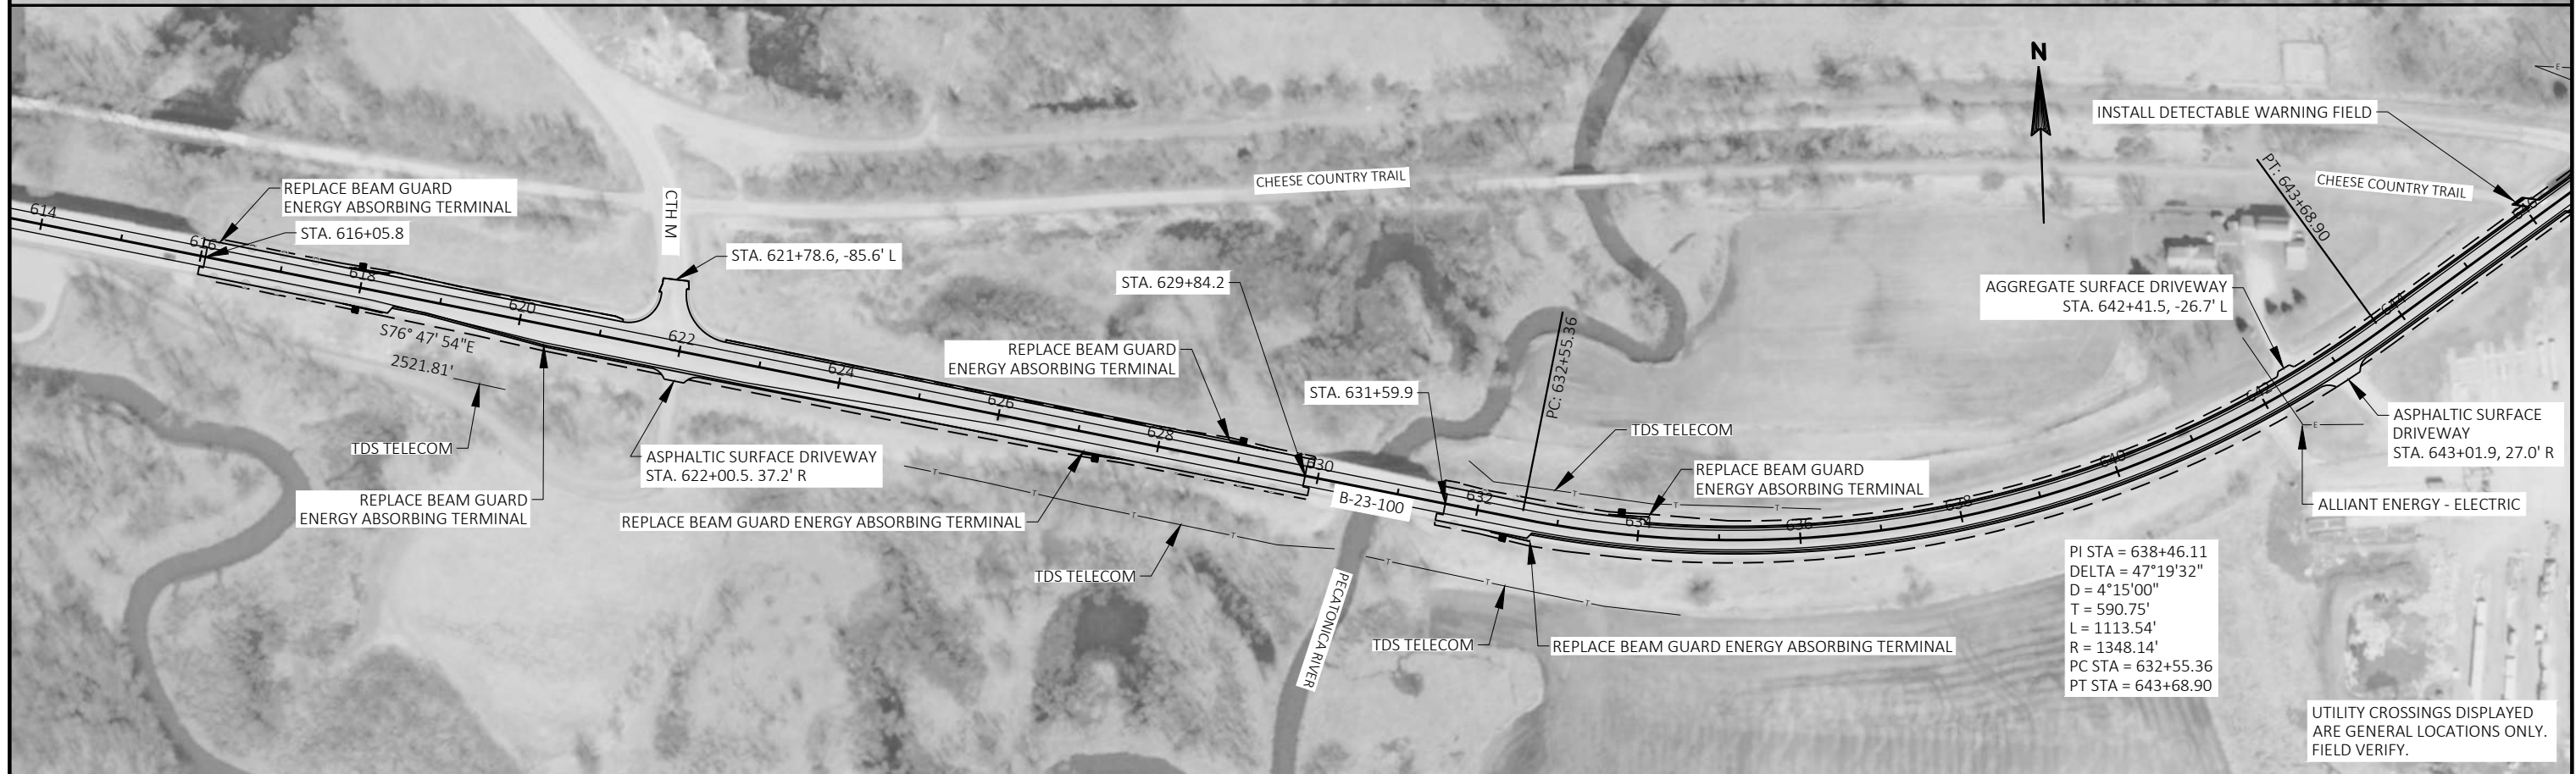 N
INSTALL DETECTABLE WARNING FIELD
CHEESE COUNTRY TRAIL
PT: 643+68.90
CHEESE COUNTRY TRAIL
REPLACE BEAM GUARD
ENERGY ABSORBING TERMINAL
STA. 616+05.8
CTH M
STA. 621+78.6, -85.6' L
STA. 629+84.2
AGGREGATE SURFACE DRIVEWAY
STA. 642+41.5, -26.7' L
614
616
618
620
622
624
626
628
630
632
634
636
638
640
642
644
S76° 47' 54"E
2521.81'
REPLACE BEAM GUARD
ENERGY ABSORBING TERMINAL
STA. 631+59.9
PC: 632+55.36
TDS TELECOM
ASPHALTIC SURFACE DRIVEWAY
STA. 622+00.5. 37.2' R
TDS TELECOM
REPLACE BEAM GUARD
ENERGY ABSORBING TERMINAL
ASPHALTIC SURFACE
DRIVEWAY
STA. 643+01.9, 27.0' R
REPLACE BEAM GUARD
ENERGY ABSORBING TERMINAL
REPLACE BEAM GUARD ENERGY ABSORBING TERMINAL
B-23-100
ALLIANT ENERGY - ELECTRIC
T
T
T
T
T
T
T
T
T
E
E
TDS TELECOM
PECATONICA RIVER
TDS TELECOM
REPLACE BEAM GUARD ENERGY ABSORBING TERMINAL
PI STA = 638+46.11
DELTA = 47°19'32"
D = 4°15'00"
T = 590.75'
L = 1113.54'
R = 1348.14'
PC STA = 632+55.36
PT STA = 643+68.90
UTILITY CROSSINGS DISPLAYED
ARE GENERAL LOCATIONS ONLY.
FIELD VERIFY.